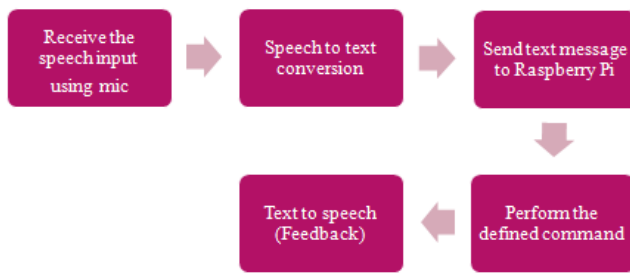 Receive the
speech input
using mic
Speech to text
conversion
Send text message
to Raspberry Pi
Perform the
defined command
Text to speech
(Feedback)